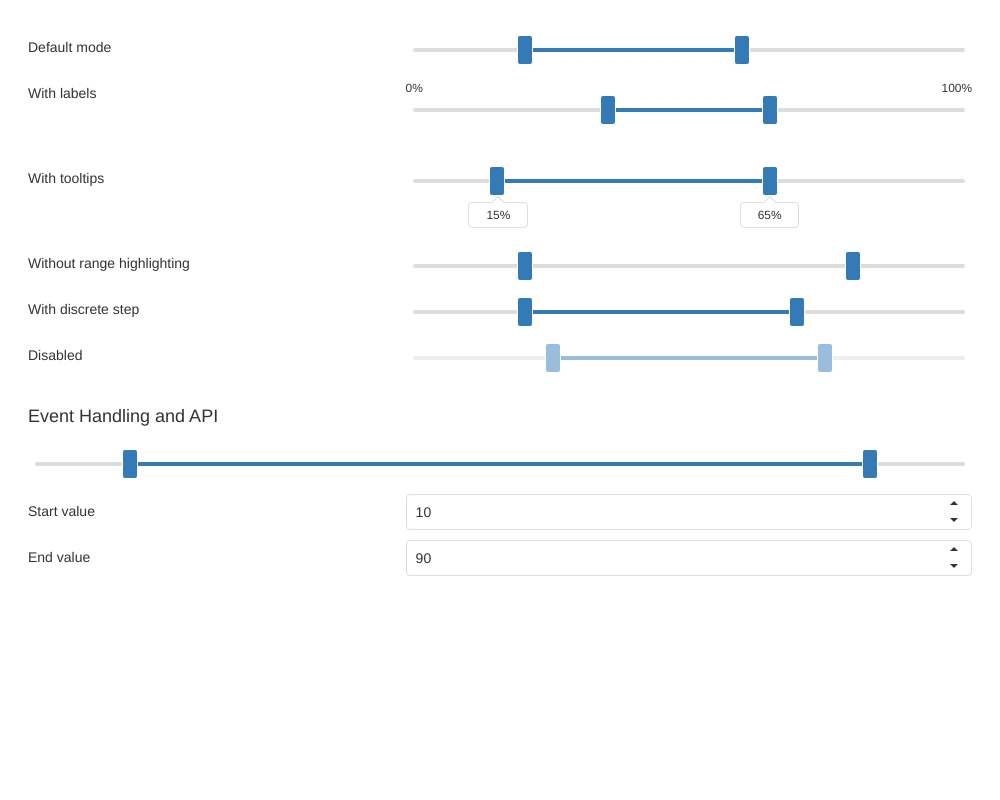 Default mode
With labels
0% 100%
With tooltips
15% 65%
Without range highlighting
With discrete step
Disabled
Event Handling and API
Start value
10
End value
90